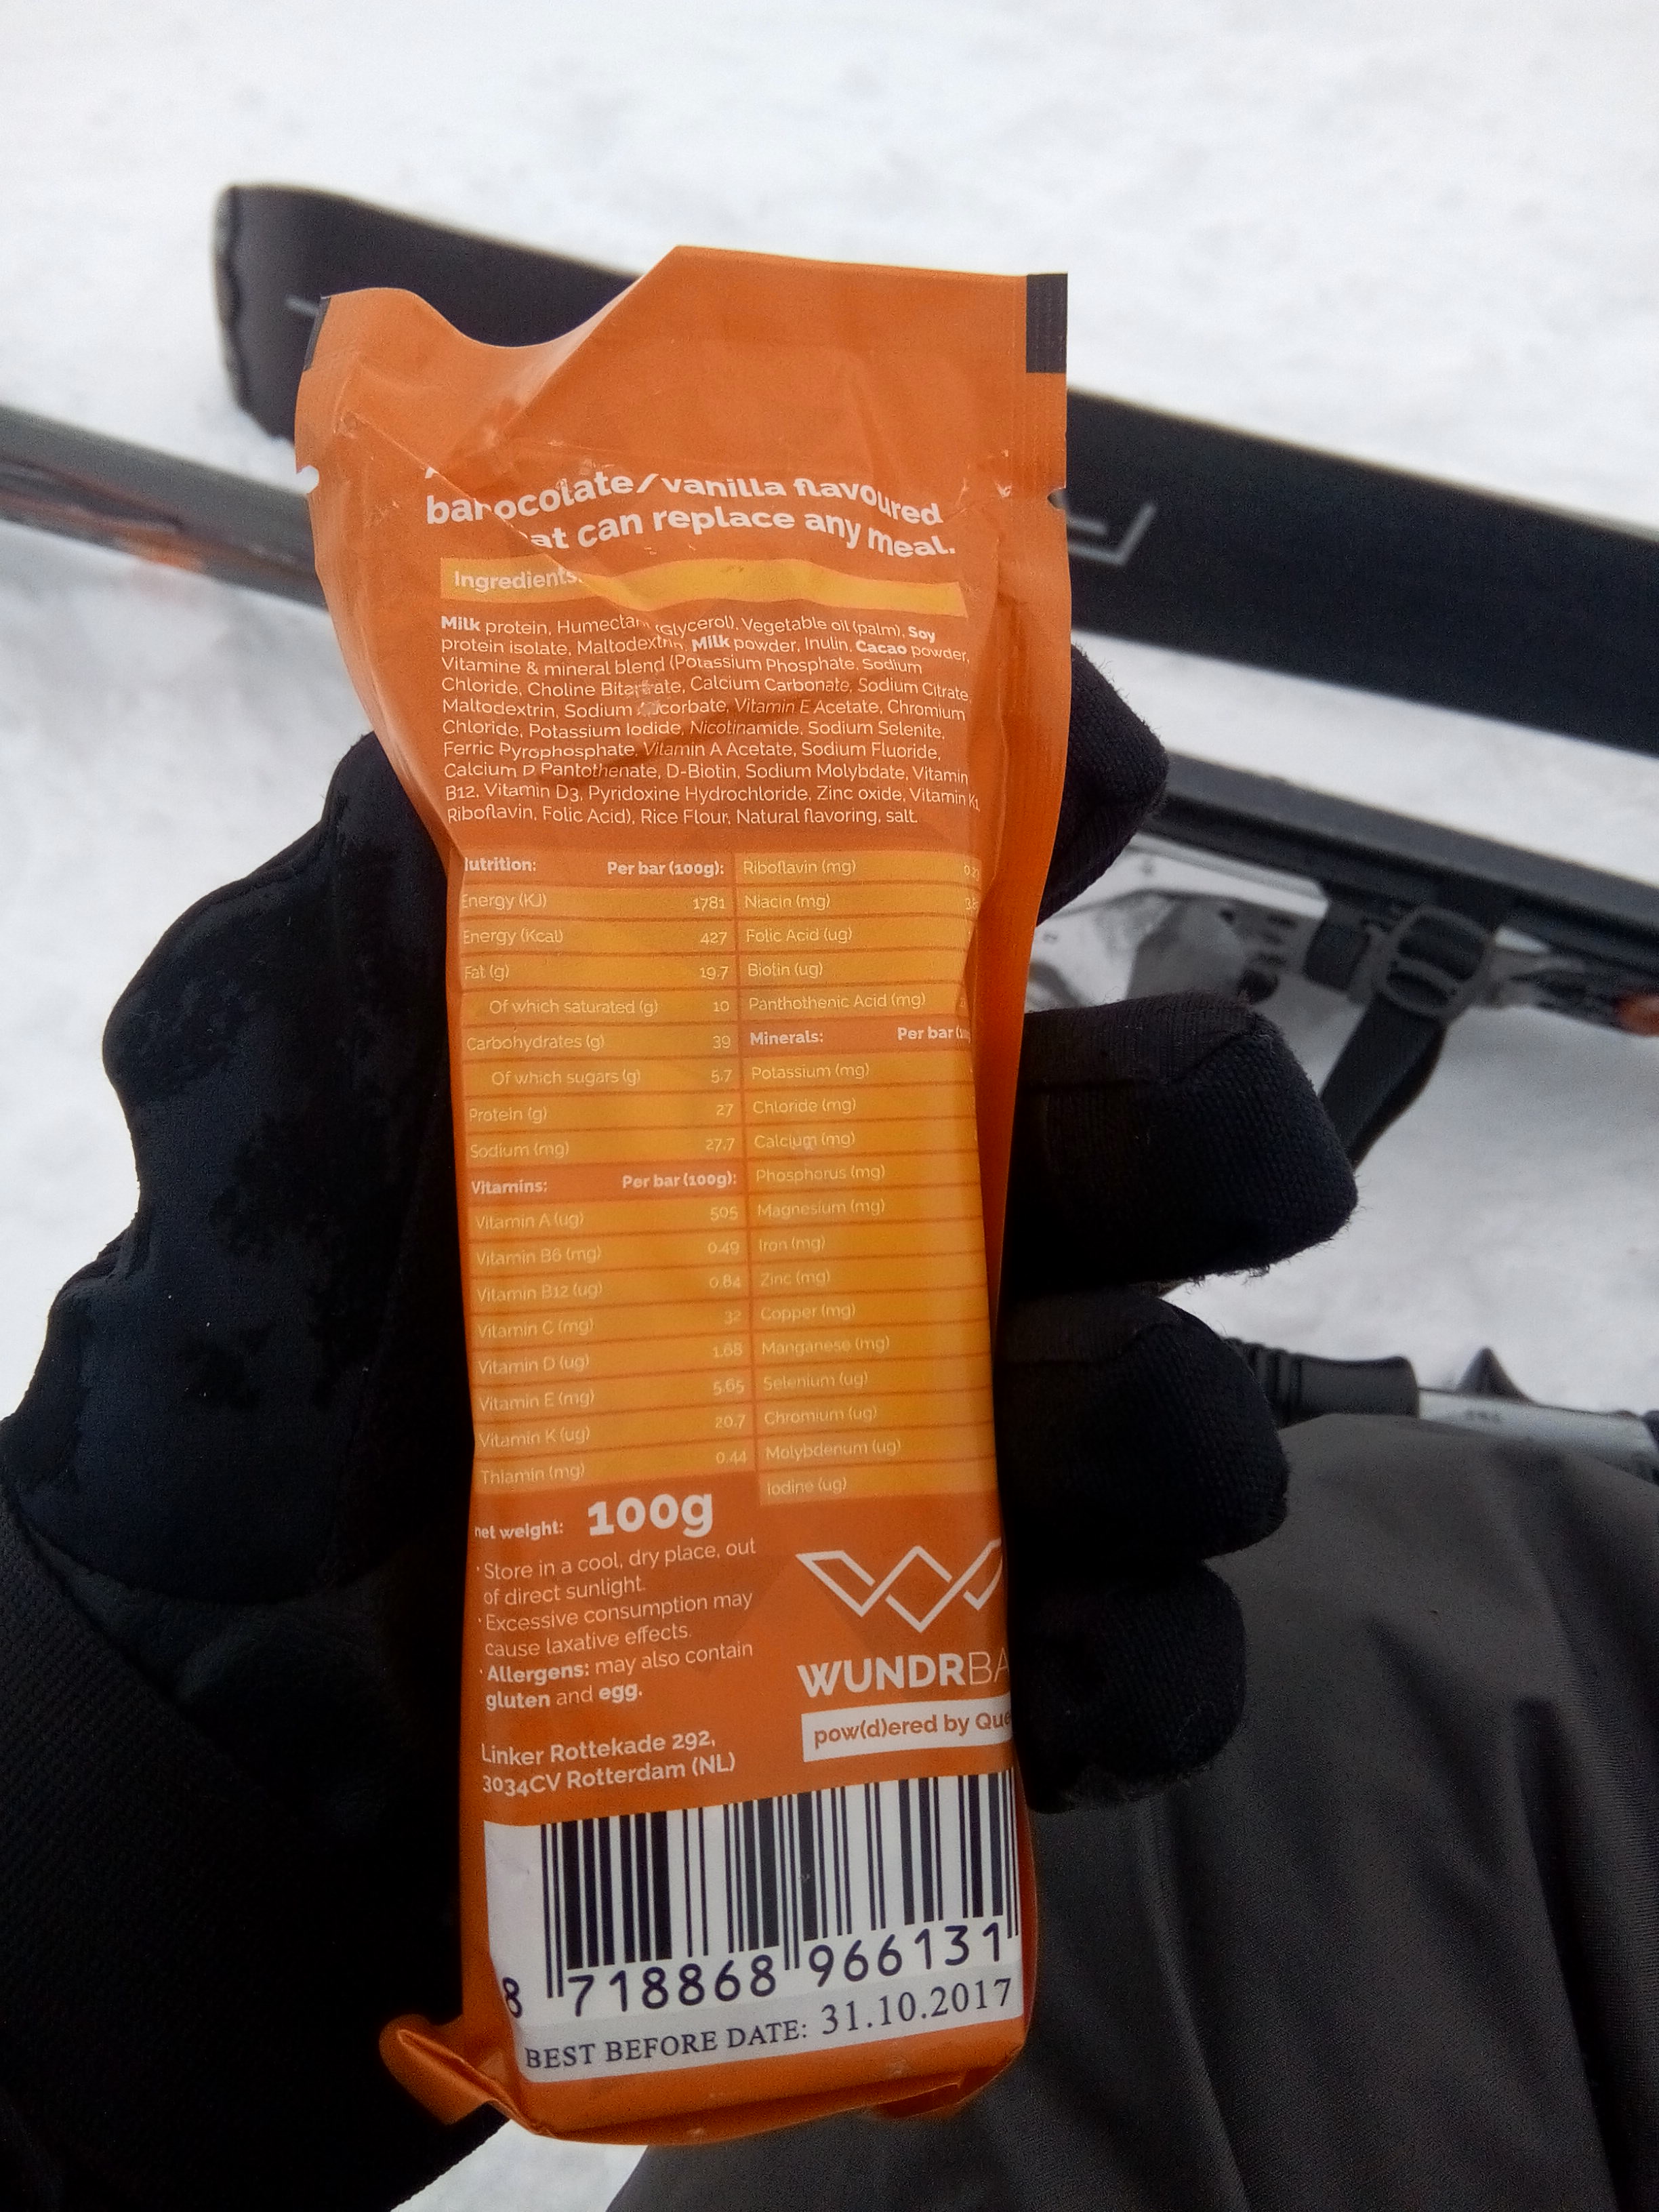 barocolate/vanilla flavoured
at can replace any meal.
Ingredients:
Milk protein, Humectan (Glycerol), Vegetable oil (palm), Soy
protein isolate, Maltodextrin, Milk powder, Inulin, Cacao powder,
Vitamine & mineral blend (Potassium Phosphate, Sodium
Chloride, Choline Bitartrate, Calcium Carbonate, Sodium Citrate,
Maltodextrin, Sodium Ascorbate, Vitamin E Acetate, Chromium
Chloride, Potassium Iodide, Nicotinamide, Sodium Selenite,
Ferric Pyrophosphate, Vitamin A Acetate, Sodium Fluoride,
Calcium D Pantothenate, D-Biotin, Sodium Molybdate, Vitamin
B12, Vitamin D3, Pyridoxine Hydrochloride, Zinc oxide, Vitamin K1,
Riboflavin, Folic Acid), Rice Flour, Natural flavoring, salt.
utrition: Per bar (100g):
Energy (KJ) 1781
Energy (Kcal) 427
Fat (g) 19.7
Of which saturated (g) 10
Carbohydrates (g) 39
Of which sugars (g) 5.7
Protein (g) 27
Sodium (mg) 27.7
Vitamins: Per bar (100g):
Vitamin A (ug) 505
Vitamin B6 (mg) 0.49
Vitamin B12 (ug) 0.84
Vitamin C (mg) 32
Vitamin D (ug) 1.68
Vitamin E (mg) 5.65
Vitamin K (ug) 20.7
Thiamin (mg) 0.44
Riboflavin (mg)
Niacin (mg)
Folic Acid (ug)
Biotin (ug)
Panthothenic Acid (mg)
Minerals: Per bar
Potassium (mg)
Chloride (mg)
Calcium (mg)
Phosphorus (mg)
Magnesium (mg)
Iron (mg)
Zinc (mg)
Copper (mg)
Manganese (mg)
Selenium (ug)
Chromium (ug)
Molybdenum (ug)
Iodine (ug)
net weight: 100g
· Store in a cool, dry place, out
of direct sunlight.
· Excessive consumption may
cause laxative effects.
· Allergens: may also contain
gluten and egg.
Linker Rottekade 292,
3034CV Rotterdam (NL)
WUNDRBA
pow(d)ered by Que
8 718868 966131
BEST BEFORE DATE: 31.10.2017